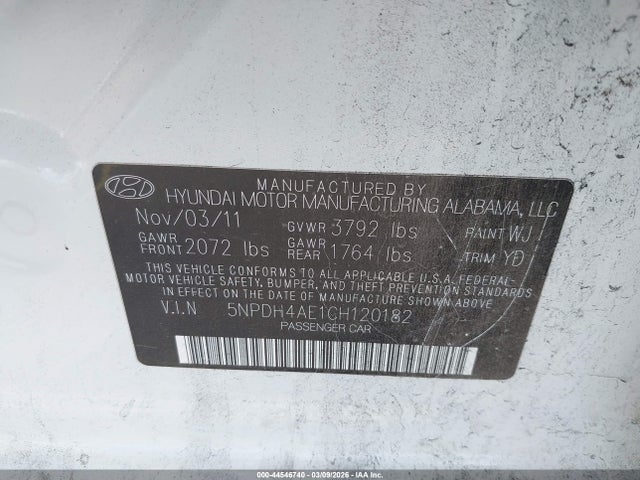 MANUFACTURED BY
HYUNDAI MOTOR MANUFACTURING ALABAMA, LLC
Nov/03/11 GVWR 3792 lbs PAINT WJ
GAWR FRONT 2072 lbs GAWR REAR 1764 lbs TRIM YD
THIS VEHICLE CONFORMS TO ALL APPLICABLE U.S.A. FEDERAL-
MOTOR VEHICLE SAFETY, BUMPER, AND THEFT PREVENTION STANDARDS
IN EFFECT ON THE DATE OF MANUFACTURE SHOWN ABOVE
V.I.N 5NPDH4AE1CH120182
PASSENGER CAR
000-44546740 - 03/09/2026 - IAA Inc.